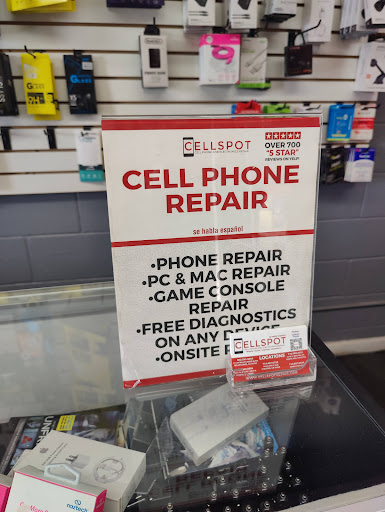 CELLSPOT
OVER 700
"5 STAR"
REVIEWS ON YELP!
CELL PHONE
REPAIR
se habla español
•PHONE REPAIR
•PC & MAC REPAIR
•GAME CONSOLE
REPAIR
•FREE DIAGNOSTICS
ON ANY DEVICE
•ONSITE
CELLSPOT
LOCATIONS
noztech